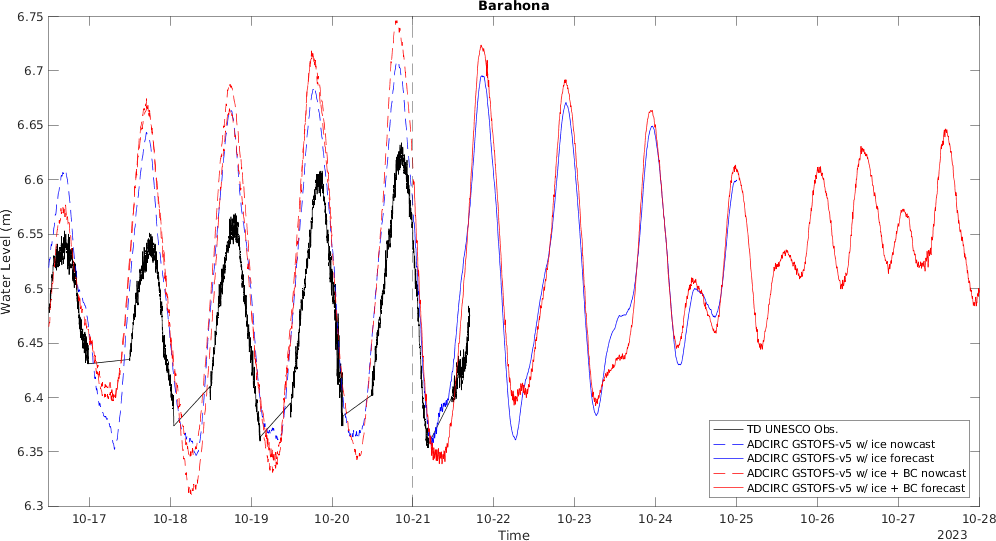 Barahona
6.75
6.7
6.65
6.6
6.55
6.5
6.45
6.4
6.35
6.3
Water Level (m)
10-17 10-18 10-19 10-20 10-21 10-22 10-23 10-24 10-25 10-26 10-27 10-28
Time
2023
TD UNESCO Obs.
ADCIRC GSTOFS-v5 w/ ice nowcast
ADCIRC GSTOFS-v5 w/ ice forecast
ADCIRC GSTOFS-v5 w/ ice + BC nowcast
ADCIRC GSTOFS-v5 w/ ice + BC forecast